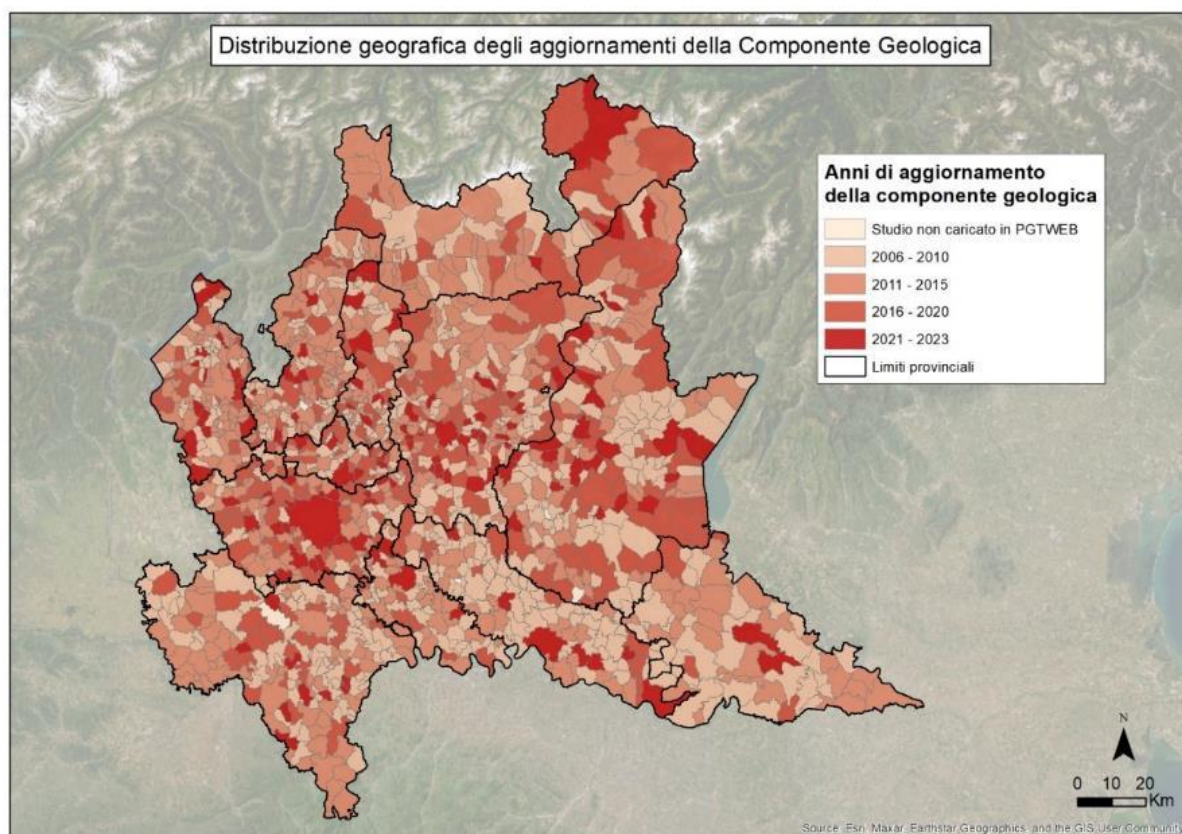 Distribuzione geografica degli aggiornamenti della Componente Geologica
Anni di aggiornamento
della componente geologica
Studio non caricato in PGTWEB
2006 - 2010
2011 - 2015
2016 - 2020
2021 - 2023
Limiti provinciali
N
0 10 20
Km
Source: Esri, Maxar, Earthstar Geographics, and the GIS User Community